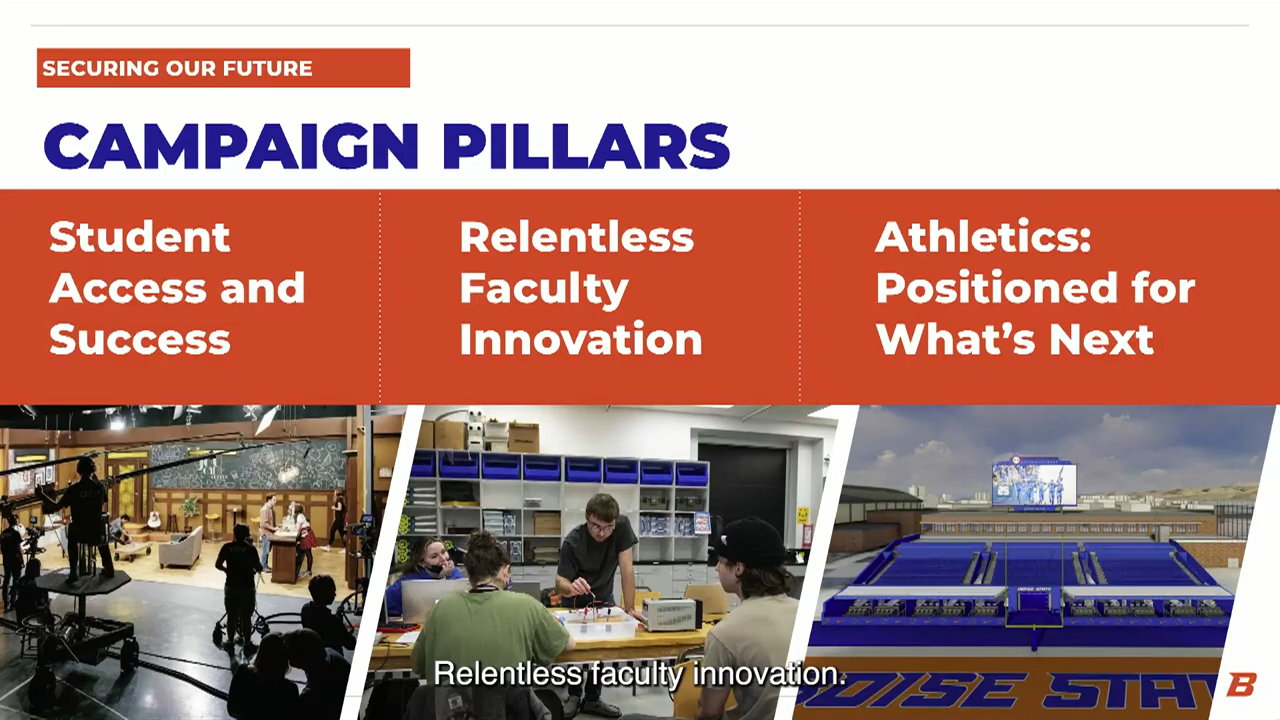 SECURING OUR FUTURE
CAMPAIGN PILLARS
Student
Access and
Success
Relentless
Faculty
Innovation
Athletics:
Positioned for
What's Next
Relentless faculty innovation.
B